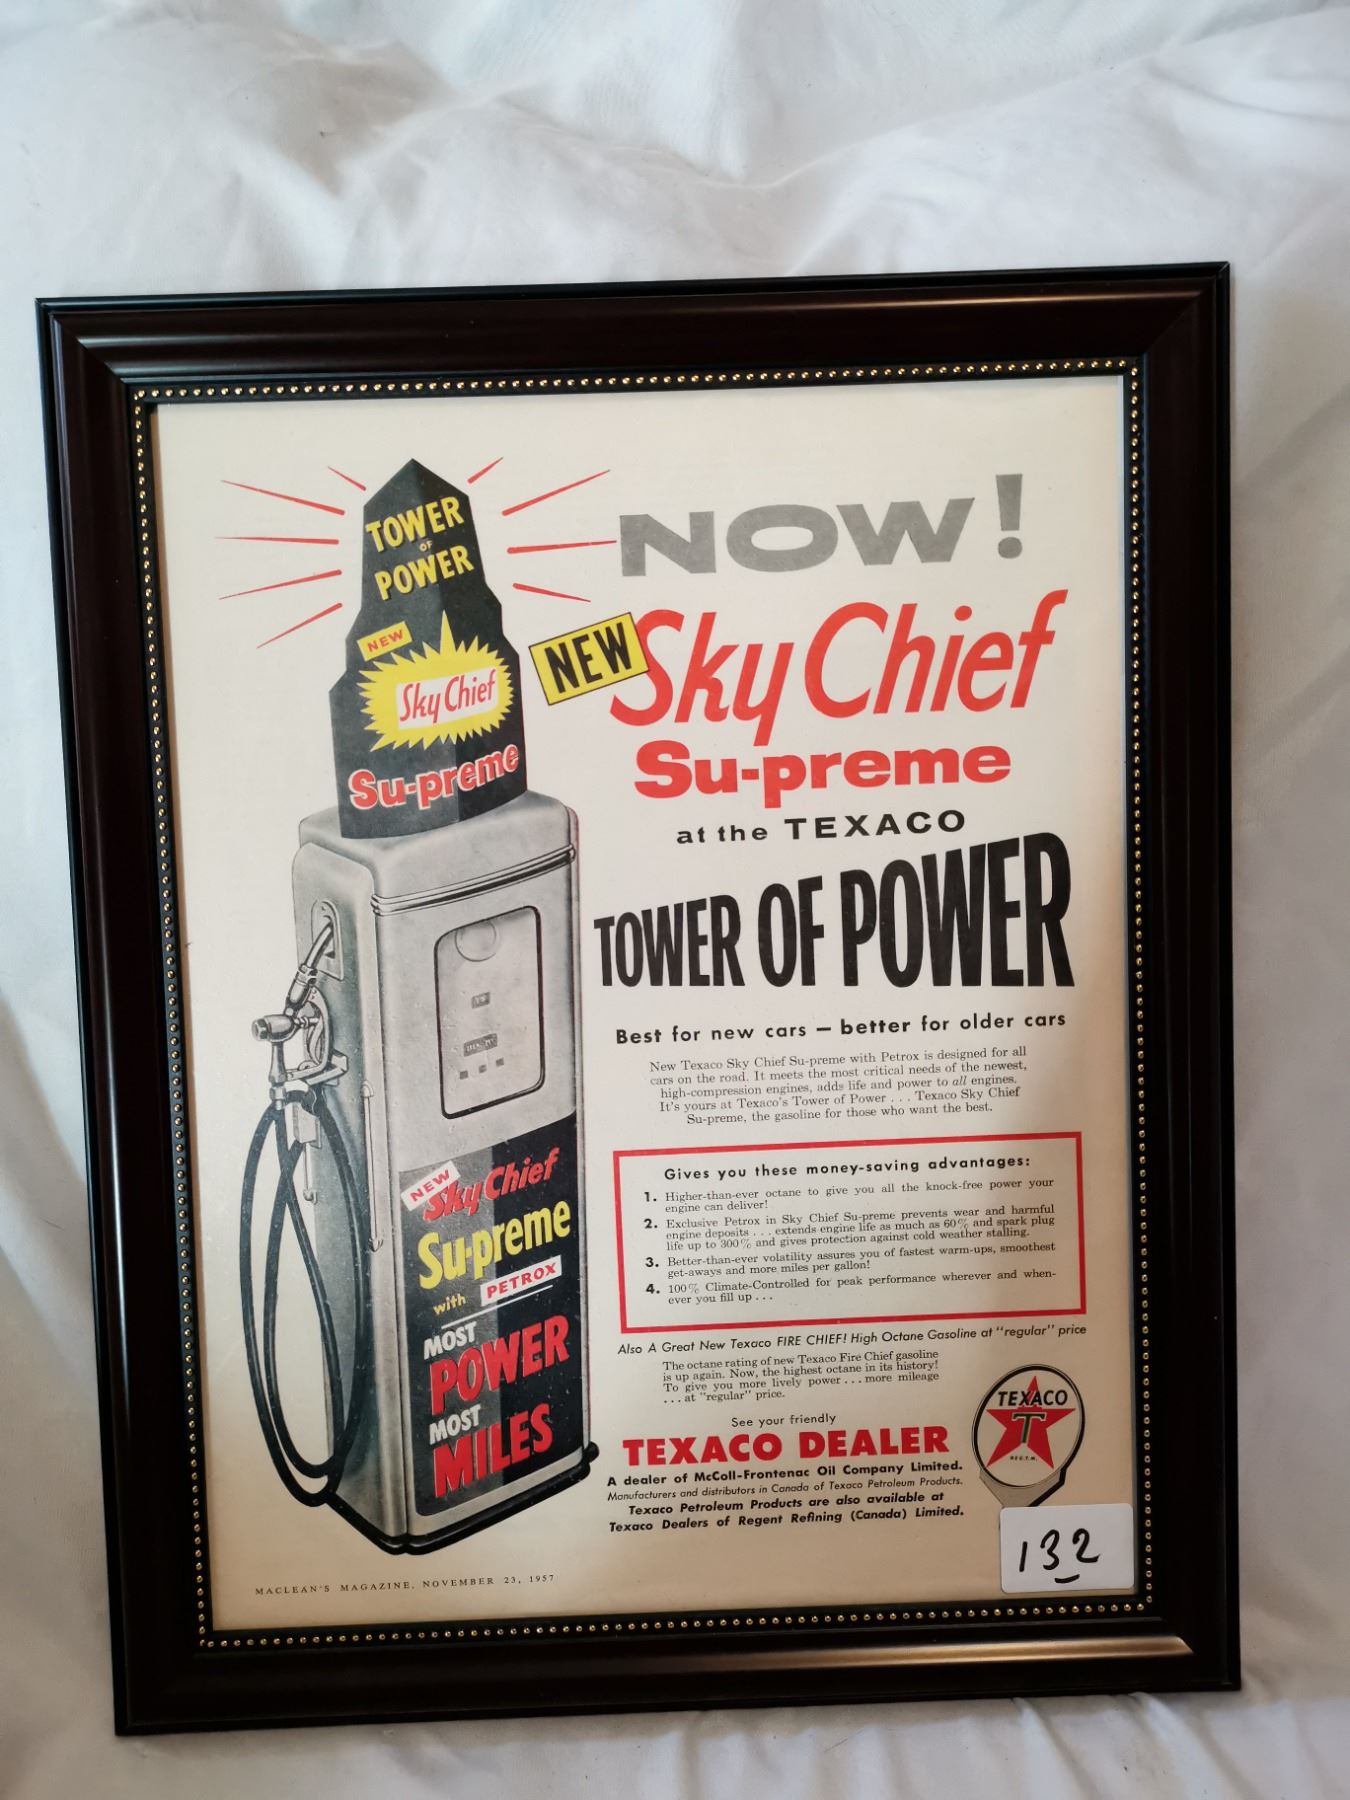 TOWER
OF
POWER
NEW
Sky Chief
Su-preme
NOW!
NEW Sky Chief
Su-preme
at the TEXACO
TOWER OF POWER
Best for new cars — better for older cars
New Texaco Sky Chief Su-preme with Petrox is designed for all
cars on the road. It meets the most critical needs of the newest,
high-compression engines, adds life and power to all engines.
It's yours at Texaco's Tower of Power . . . Texaco Sky Chief
Su-preme, the gasoline for those who want the best.
Gives you these money-saving advantages:
1. Higher-than-ever octane to give you all the knock-free power your
engine can deliver!
2. Exclusive Petrox in Sky Chief Su-preme prevents wear and harmful
engine deposits . . . extends engine life as much as 60% and spark plug
life up to 300% and gives protection against cold weather stalling.
3. Better-than-ever volatility assures you of fastest warm-ups, smoothest
get-aways and more miles per gallon!
4. 100% Climate-Controlled for peak performance wherever and when-
ever you fill up . . .
Also A Great New Texaco FIRE CHIEF! High Octane Gasoline at "regular" price
The octane rating of new Texaco Fire Chief gasoline
is up again. Now, the highest octane in its history!
To give you more lively power . . . more mileage
. . . at "regular" price.
See your friendly
TEXACO DEALER
A dealer of McColl-Frontenac Oil Company Limited.
Manufacturers and distributors in Canada of Texaco Petroleum Products.
Texaco Petroleum Products are also available at
Texaco Dealers of Regent Refining (Canada) Limited.
TEXACO
T
REG. T.M.
NEW
Sky Chief
Su-preme
with PETROX
MOST
POWER
MOST
MILES
MACLEAN'S MAGAZINE, NOVEMBER 23, 1957
132